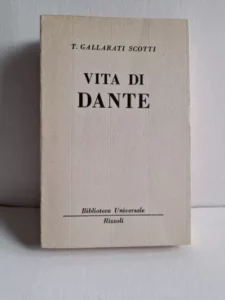 T. GALLARATI SCOTTI
VITA DI
DANTE
Biblioteca Universale
Rizzoli